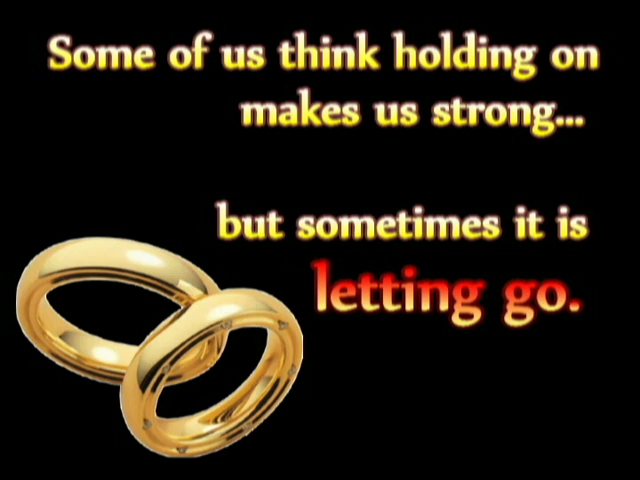 Some of us think holding on
makes us strong...
but sometimes it is
letting go.